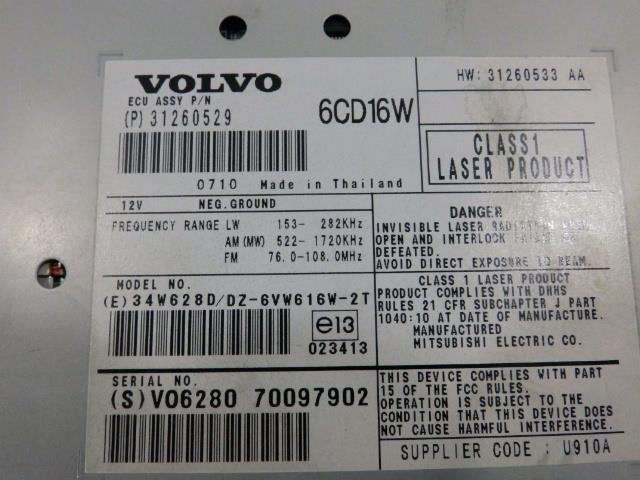 VOLVO
ECU ASSY P/N
(P) 31260529
6CD16W
0710 Made in Thailand
HW: 31260533 AA
CLASS1
LASER PRODUCT
12V NEG.GROUND
FREQUENCY RANGE LW 153- 282KHz
AM(MW) 522- 1720KHz
FM 76.0-108.0MHz
DANGER
INVISIBLE LASER RADIATION WHEN
OPEN AND INTERLOCK FAILED OR
DEFEATED.
AVOID DIRECT EXPOSURE TO BEAM.
MODEL NO.
(E)34W628D/DZ-6VW616W-2T
e13
023413
CLASS 1 LASER PRODUCT
PRODUCT COMPLIES WITH DHHS
RULES 21 CFR SUBCHAPTER J PART
1040:10 AT DATE OF MANUFACTURE.
MANUFACTURED
MITSUBISHI ELECTRIC CO.
SERIAL NO.
(S)VO6280 70097902
THIS DEVICE COMPLIES WITH PART
15 OF THE FCC RULES.
OPERATION IS SUBJECT TO THE
CONDITION THAT THIS DEVICE DOES
NOT CAUSE HARMFUL INTERFERENCE.
SUPPLIER CODE : U910A